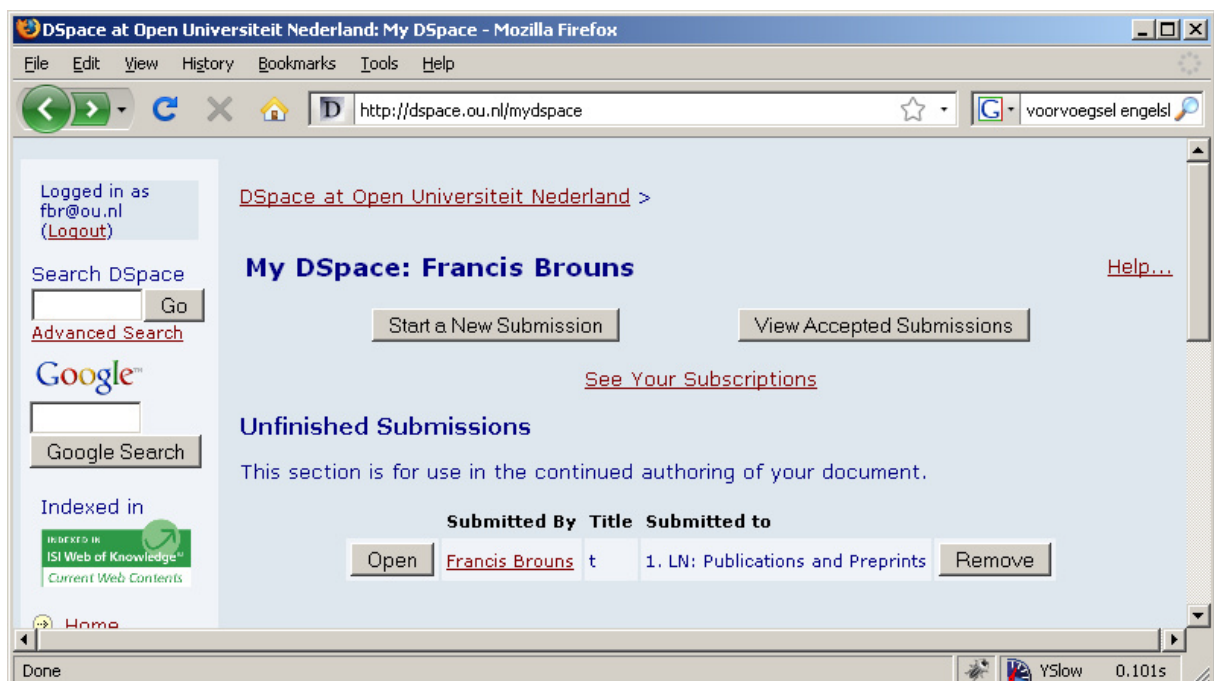 DSpace at Open Universiteit Nederland: My DSpace - Mozilla Firefox
File Edit View History Bookmarks Tools Help
http://dspace.ou.nl/mydspace
voorvoegsel engelsl
Logged in as
fbr@ou.nl
(Logout)
Search DSpace
Go
Advanced Search
Google™
Google Search
Indexed in
INDEXED IN
ISI Web of Knowledge℠
Current Web Contents
Home
DSpace at Open Universiteit Nederland >
My DSpace: Francis Brouns
Help...
Start a New Submission View Accepted Submissions
See Your Subscriptions
Unfinished Submissions
This section is for use in the continued authoring of your document.
Submitted By Title Submitted to
Open Francis Brouns t 1. LN: Publications and Preprints Remove
Done YSlow 0.101s